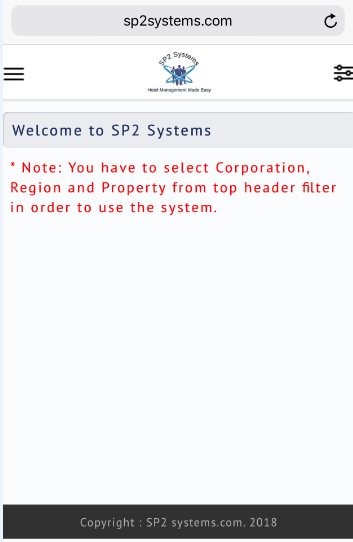 sp2systems.com
SP2 Systems
Hotel Management Made Easy
Welcome to SP2 Systems
* Note: You have to select Corporation,
Region and Property from top header filter
in order to use the system.
Copyright : SP2 systems.com. 2018